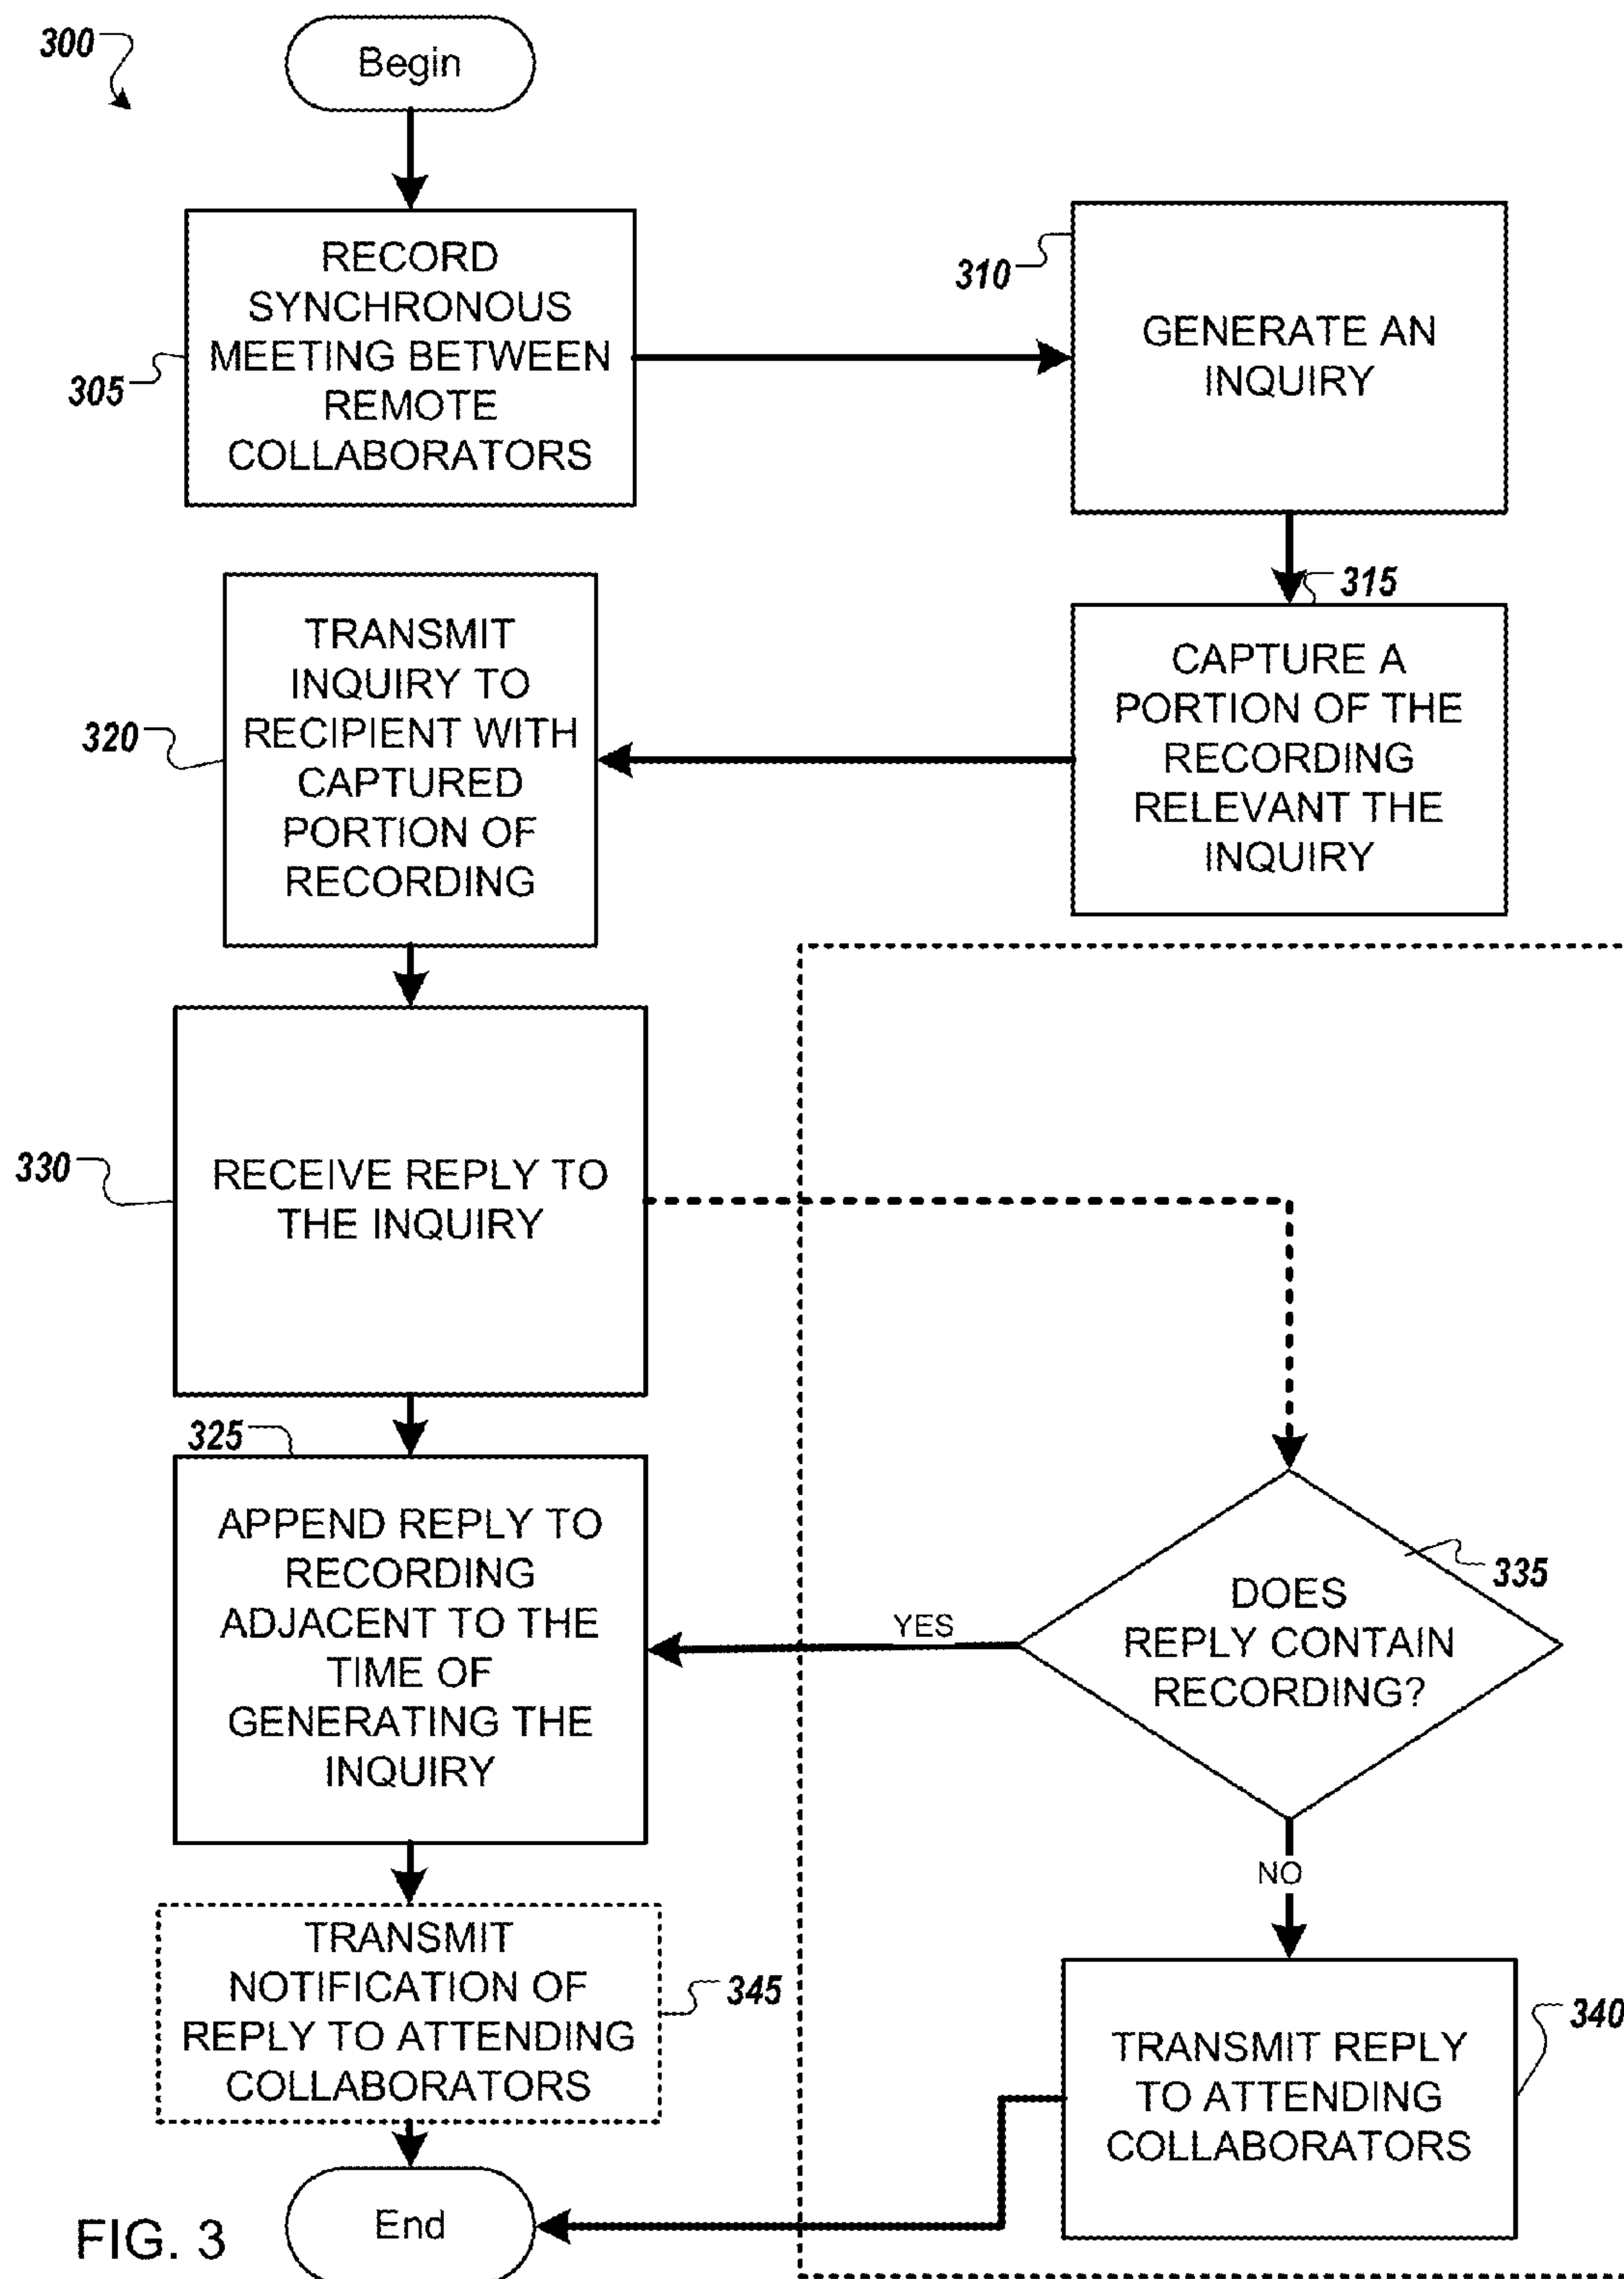 300
Begin
RECORD
SYNCHRONOUS
MEETING BETWEEN
REMOTE
COLLABORATORS
305
310
GENERATE AN
INQUIRY
315
CAPTURE A
PORTION OF THE
RECORDING
RELEVANT THE
INQUIRY
TRANSMIT
INQUIRY TO
RECIPIENT WITH
CAPTURED
PORTION OF
RECORDING
320
330
RECEIVE REPLY TO
THE INQUIRY
325
APPEND REPLY TO
RECORDING
ADJACENT TO THE
TIME OF
GENERATING THE
INQUIRY
YES
335
DOES
REPLY CONTAIN
RECORDING?
NO
TRANSMIT
NOTIFICATION OF
REPLY TO ATTENDING
COLLABORATORS
345
340
TRANSMIT REPLY
TO ATTENDING
COLLABORATORS
End
FIG. 3